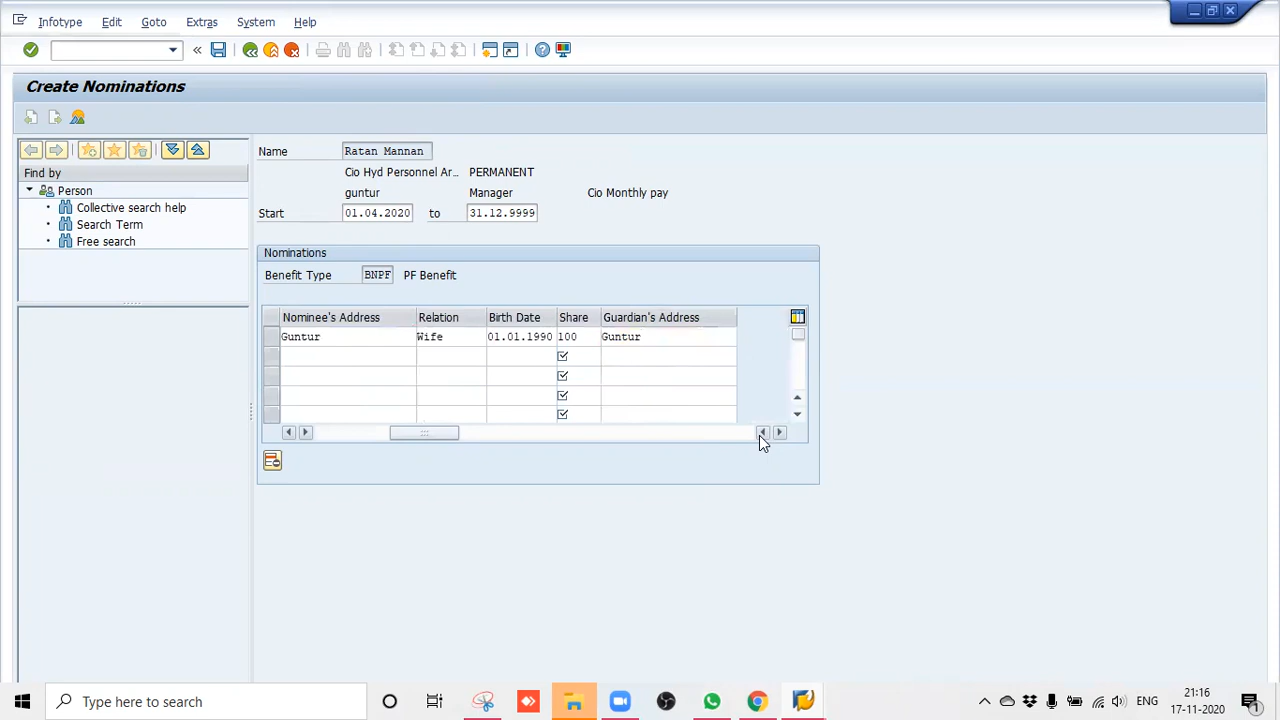 Infotype Edit Goto Extras System Help
Create Nominations
Find by
Person
Collective search help
Search Term
Free search
Name Ratan Mannan
Cio Hyd Personnel Ar... PERMANENT
guntur Manager Cio Monthly pay
Start 01.04.2020 to 31.12.9999
Nominations
Benefit Type BNPF PF Benefit
Nominee's Address Relation Birth Date Share Guardian's Address
Guntur Wife 01.01.1990 100 Guntur
Type here to search
ENG
21:16
17-11-2020
1